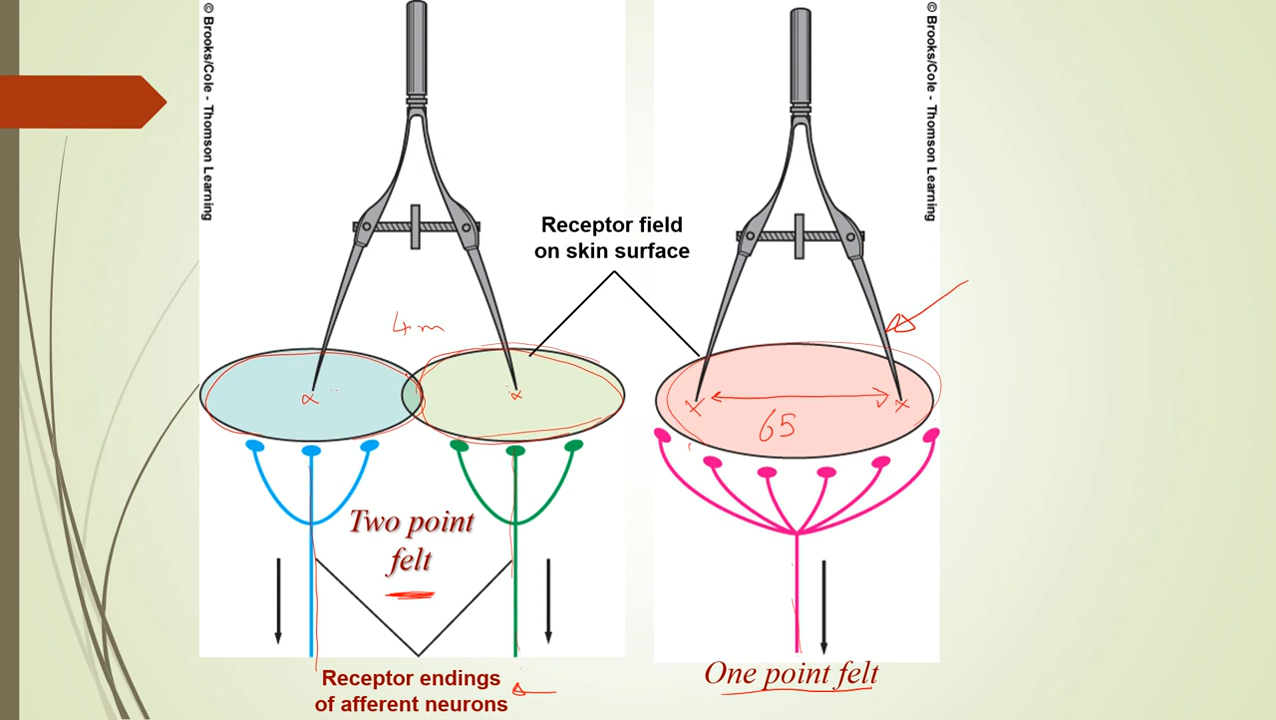 © Brooks/Cole - Thomson Learning
© Brooks/Cole - Thomson Learning
Receptor field
on skin surface
4m
65
Two point
felt
Receptor endings
of afferent neurons
One point felt